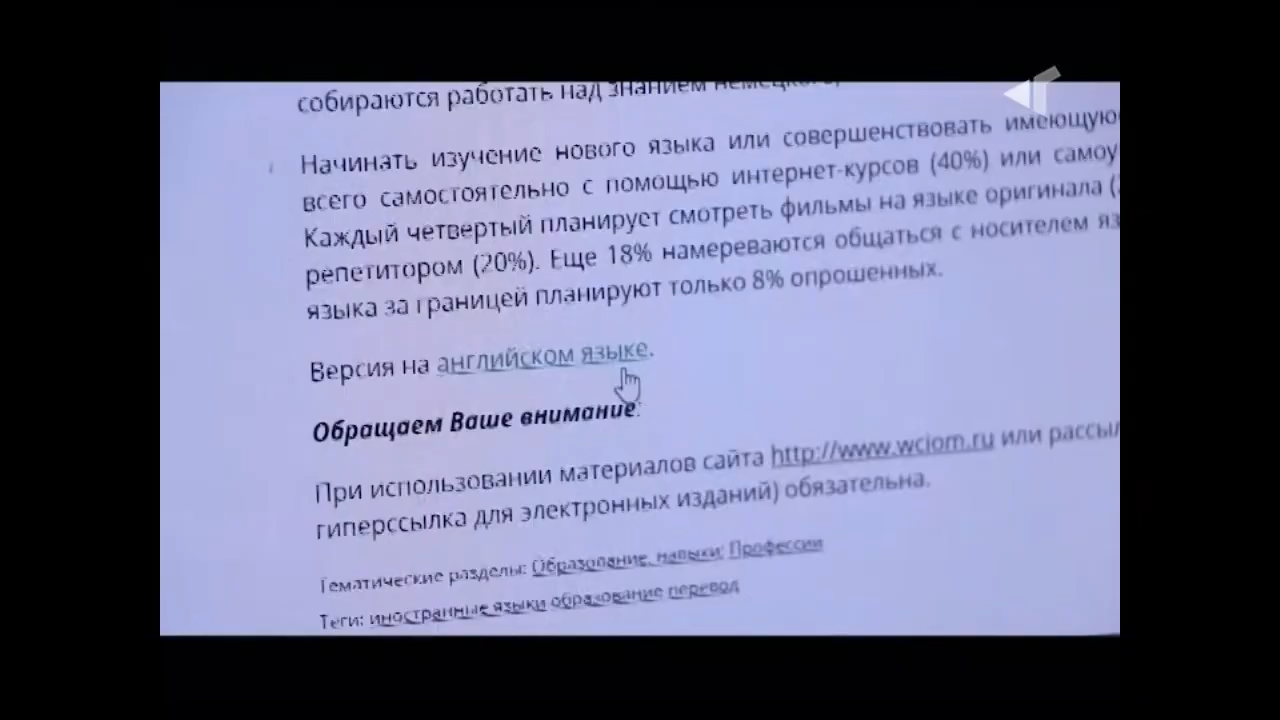 собираются работать над знанием немецкого,
Начинать изучение нового языка или совершенствовать имеющую
всего самостоятельно с помощью интернет-курсов (40%) или самоу
Каждый четвертый планирует смотреть фильмы на языке оригинала (
репетитором (20%). Еще 18% намереваются общаться с носителем яз
языка за границей планируют только 8% опрошенных.
Версия на английском языке.
Обращаем Ваше внимание:
При использовании материалов сайта http://www.wciom.ru или рассыл
гиперссылка для электронных изданий) обязательна.
Тематические разделы: Образование, навыки; Профессии
Теги: иностранные языки образование перевод